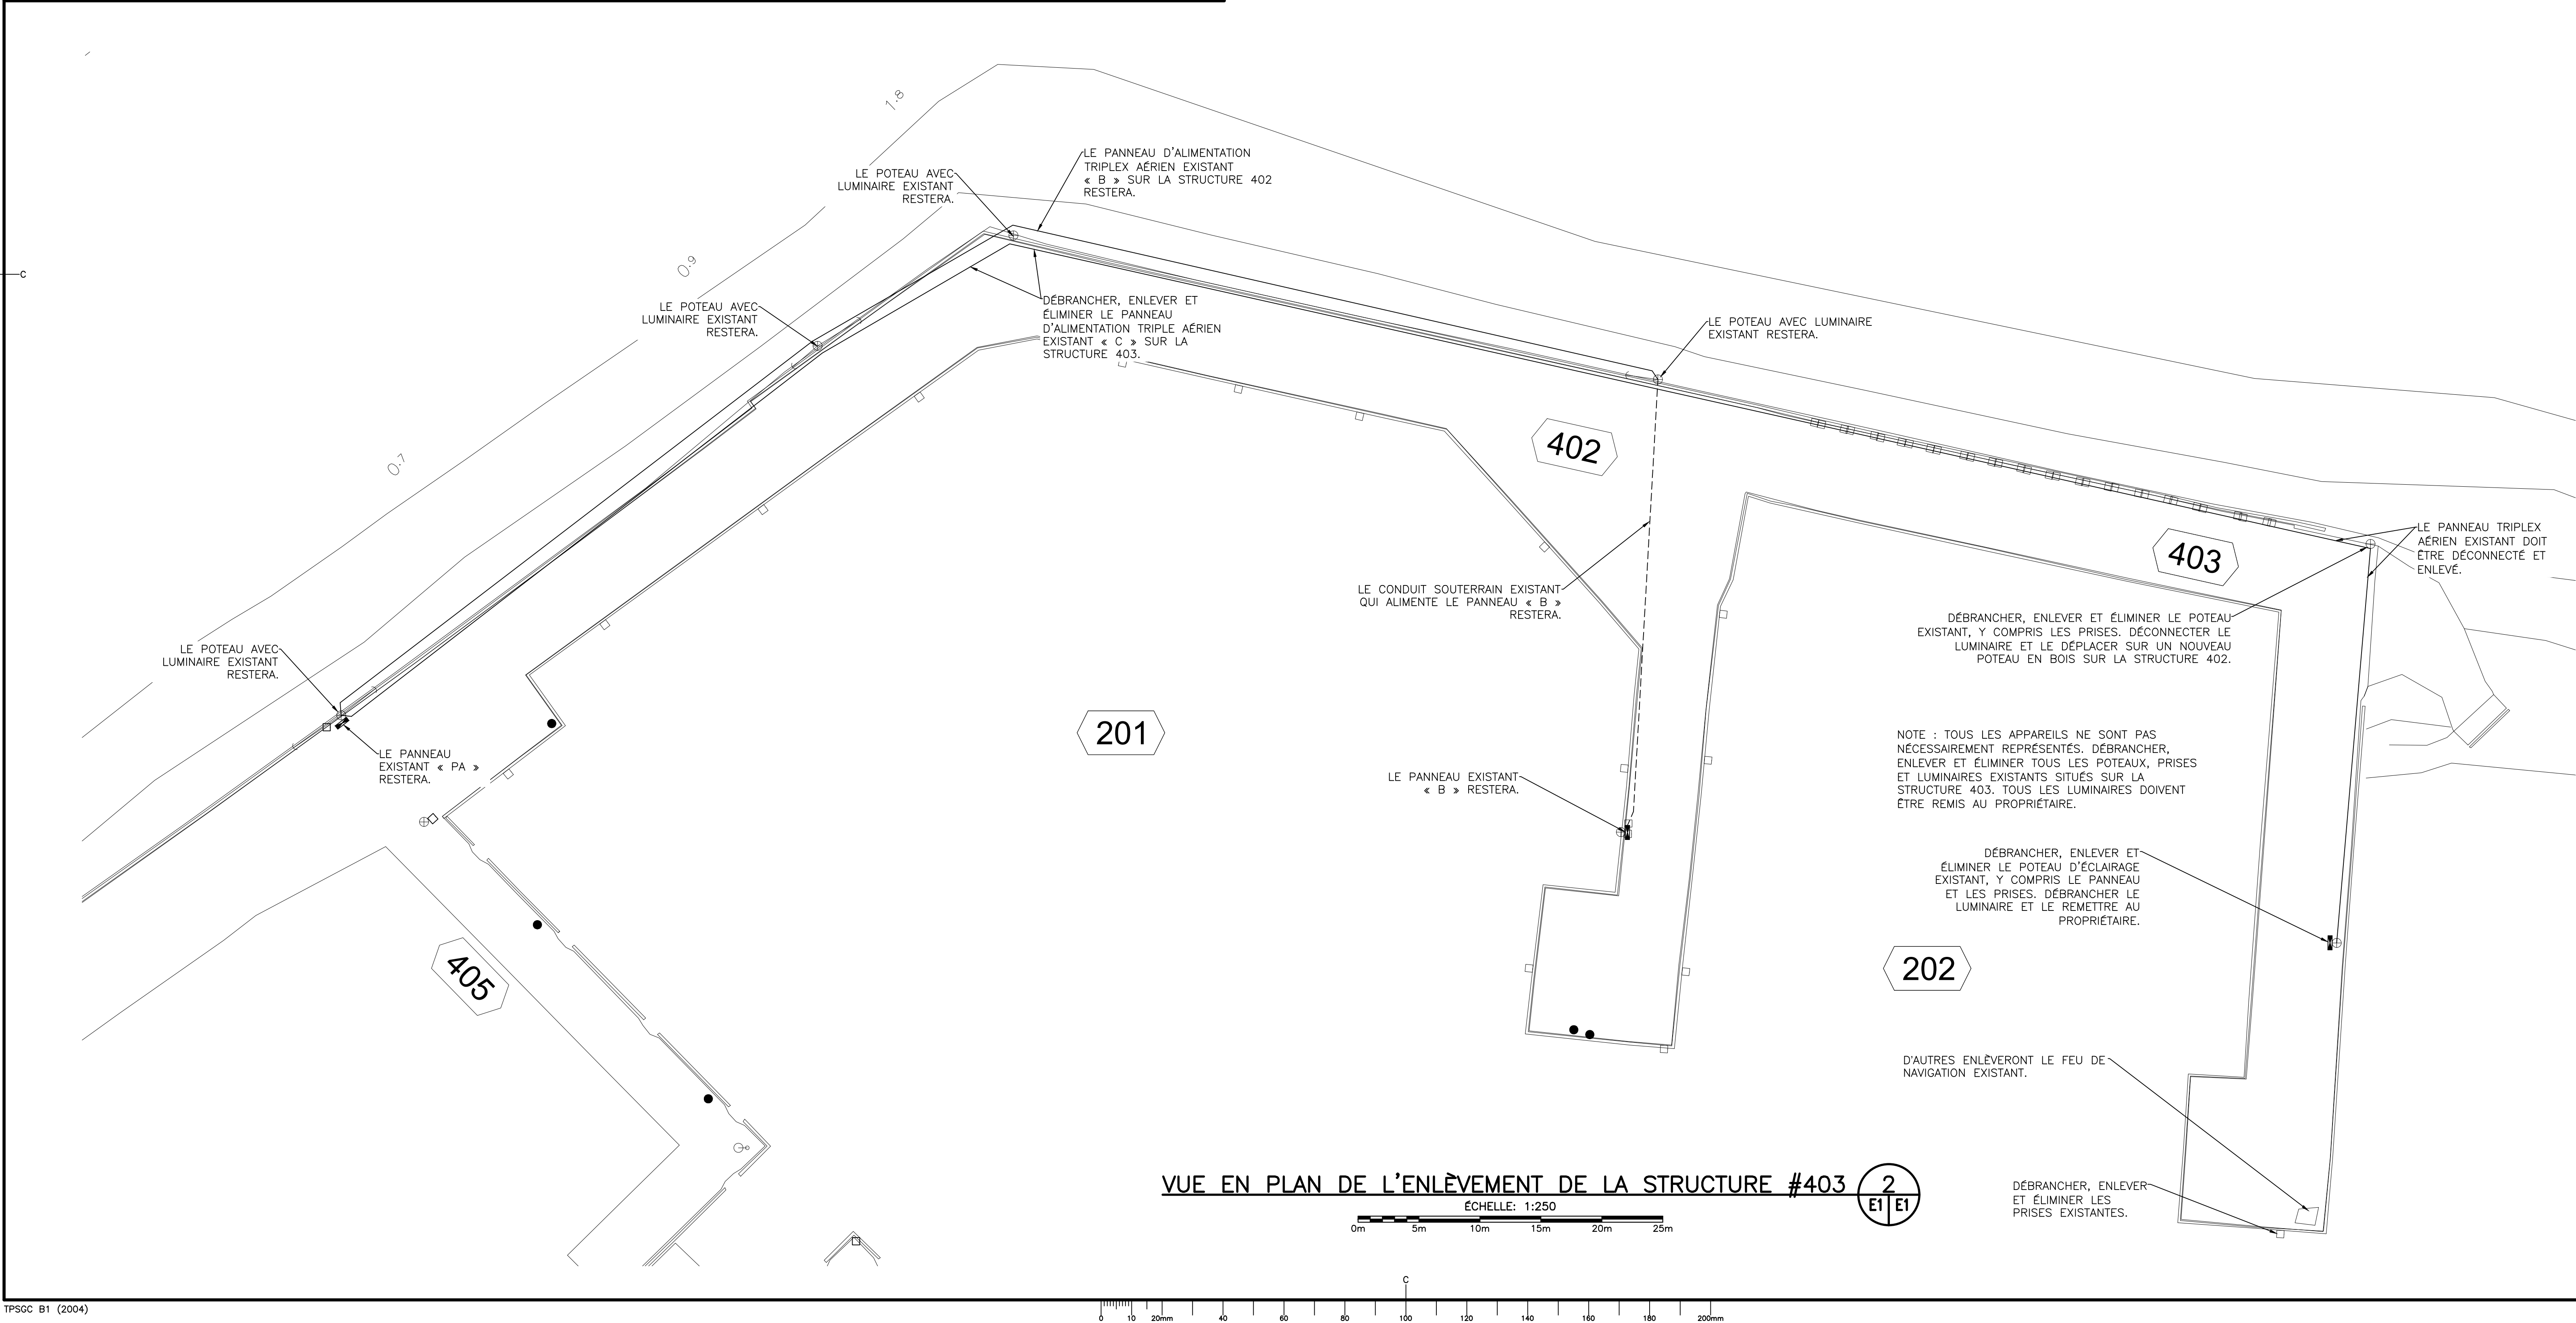 1.8
LE PANNEAU D'ALIMENTATION
TRIPLEX AÉRIEN EXISTANT
« B » SUR LA STRUCTURE 402
RESTERA.
LE POTEAU AVEC
LUMINAIRE EXISTANT
RESTERA.
C
0.9
LE POTEAU AVEC
LUMINAIRE EXISTANT
RESTERA.
DÉBRANCHER, ENLEVER ET
ÉLIMINER LE PANNEAU
D'ALIMENTATION TRIPLE AÉRIEN
EXISTANT « C » SUR LA
STRUCTURE 403.
LE POTEAU AVEC LUMINAIRE
EXISTANT RESTERA.
0.7
402
403
LE PANNEAU TRIPLEX
AÉRIEN EXISTANT DOIT
ÊTRE DÉCONNECTÉ ET
ENLEVÉ.
LE CONDUIT SOUTERRAIN EXISTANT
QUI ALIMENTE LE PANNEAU « B »
RESTERA.
DÉBRANCHER, ENLEVER ET ÉLIMINER LE POTEAU
EXISTANT, Y COMPRIS LES PRISES. DÉCONNECTER LE
LUMINAIRE ET LE DÉPLACER SUR UN NOUVEAU
POTEAU EN BOIS SUR LA STRUCTURE 402.
LE POTEAU AVEC
LUMINAIRE EXISTANT
RESTERA.
201
LE PANNEAU
EXISTANT « PA »
RESTERA.
NOTE : TOUS LES APPAREILS NE SONT PAS
NÉCESSAIREMENT REPRÉSENTÉS. DÉBRANCHER,
ENLEVER ET ÉLIMINER TOUS LES POTEAUX, PRISES
ET LUMINAIRES EXISTANTS SITUÉS SUR LA
STRUCTURE 403. TOUS LES LUMINAIRES DOIVENT
ÊTRE REMIS AU PROPRIÉTAIRE.
LE PANNEAU EXISTANT
« B » RESTERA.
DÉBRANCHER, ENLEVER ET
ÉLIMINER LE POTEAU D'ÉCLAIRAGE
EXISTANT, Y COMPRIS LE PANNEAU
ET LES PRISES. DÉBRANCHER LE
LUMINAIRE ET LE REMETTRE AU
PROPRIÉTAIRE.
405
202
D'AUTRES ENLÈVERONT LE FEU DE
NAVIGATION EXISTANT.
DÉBRANCHER, ENLEVER
ET ÉLIMINER LES
PRISES EXISTANTES.
VUE EN PLAN DE L'ENLÈVEMENT DE LA STRUCTURE #403
2
E1 E1
ÉCHELLE: 1:250
0m 5m 10m 15m 20m 25m
C
TPSGC B1 (2004)
0 10 20mm 40 60 80 100 120 140 160 180 200mm